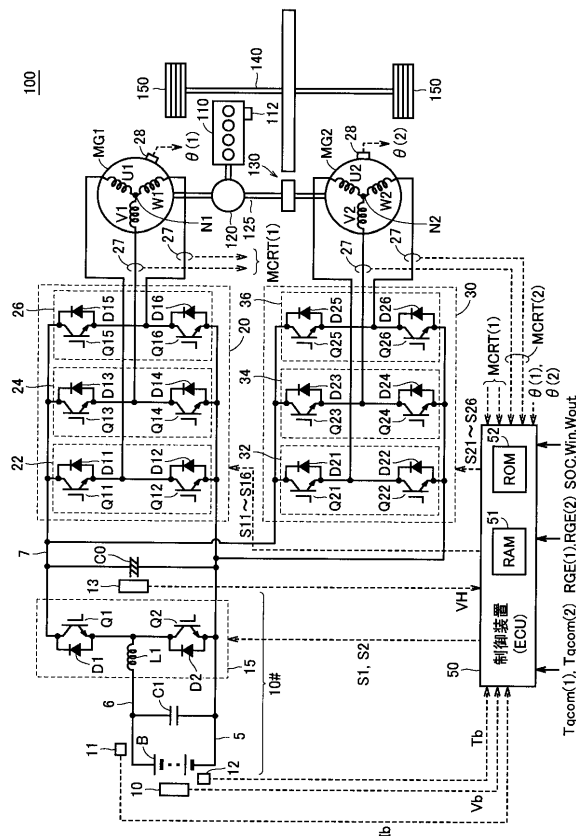 100
150
140
150
110
112
130
120
125
MG1
28
θ(1)
U1
V1
W1
N1
MG2
28
θ(2)
U2
V2
W2
N2
27
27
MCRT(1)
27
27
26
D15
Q15
D16
Q16
24
D13
Q13
D14
Q14
22
D11
Q11
D12
Q12
20
36
D25
Q25
D26
Q26
34
D23
Q23
D24
Q24
32
D21
Q21
D22
Q22
30
S11～S16
S21～S26
MCRT(1)
MCRT(2)
θ(1),
θ(2)
7
C0
13
VH
Q1
D1
Q2
D2
L1
15
10#
S1, S2
6
C1
5
B
11
12
10
Tb
Vb
Ib
50
制御装置
(ECU)
RAM
51
ROM
52
Tqcom(1), Tqcom(2)
RGE(1),RGE(2)
SOC,Win,Wout